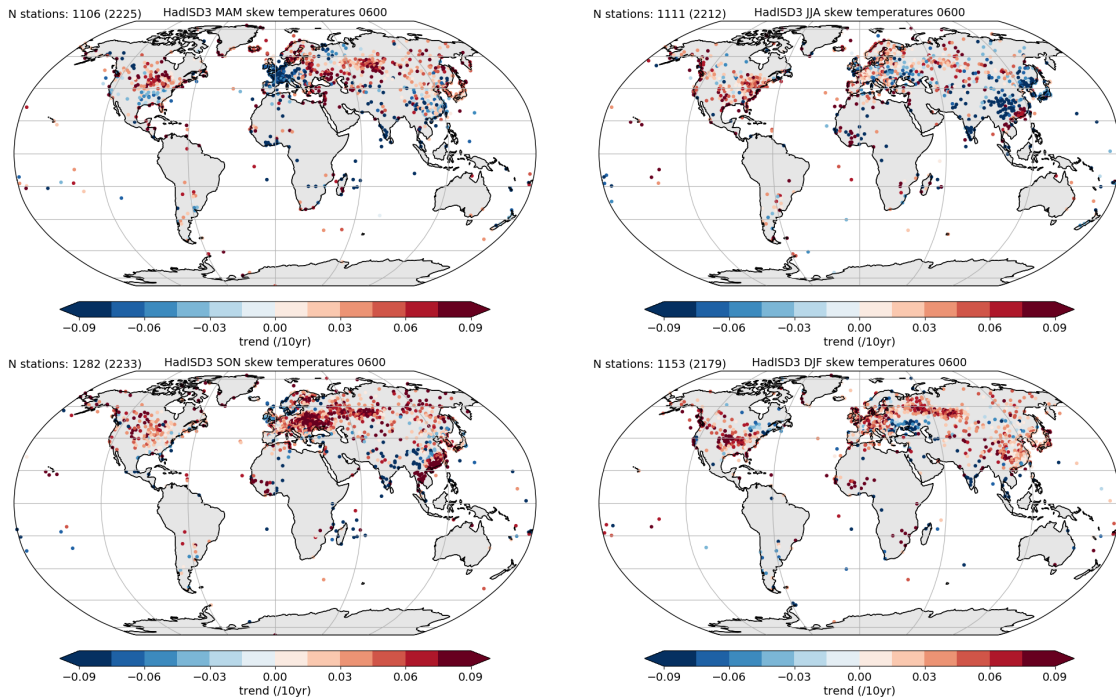 N stations: 1106 (2225) HadISD3 MAM skew temperatures 0600
−0.09 −0.06 −0.03 0.00 0.03 0.06 0.09
trend (/10yr)
N stations: 1111 (2212) HadISD3 JJA skew temperatures 0600
−0.09 −0.06 −0.03 0.00 0.03 0.06 0.09
trend (/10yr)
N stations: 1282 (2233) HadISD3 SON skew temperatures 0600
−0.09 −0.06 −0.03 0.00 0.03 0.06 0.09
trend (/10yr)
N stations: 1153 (2179) HadISD3 DJF skew temperatures 0600
−0.09 −0.06 −0.03 0.00 0.03 0.06 0.09
trend (/10yr)